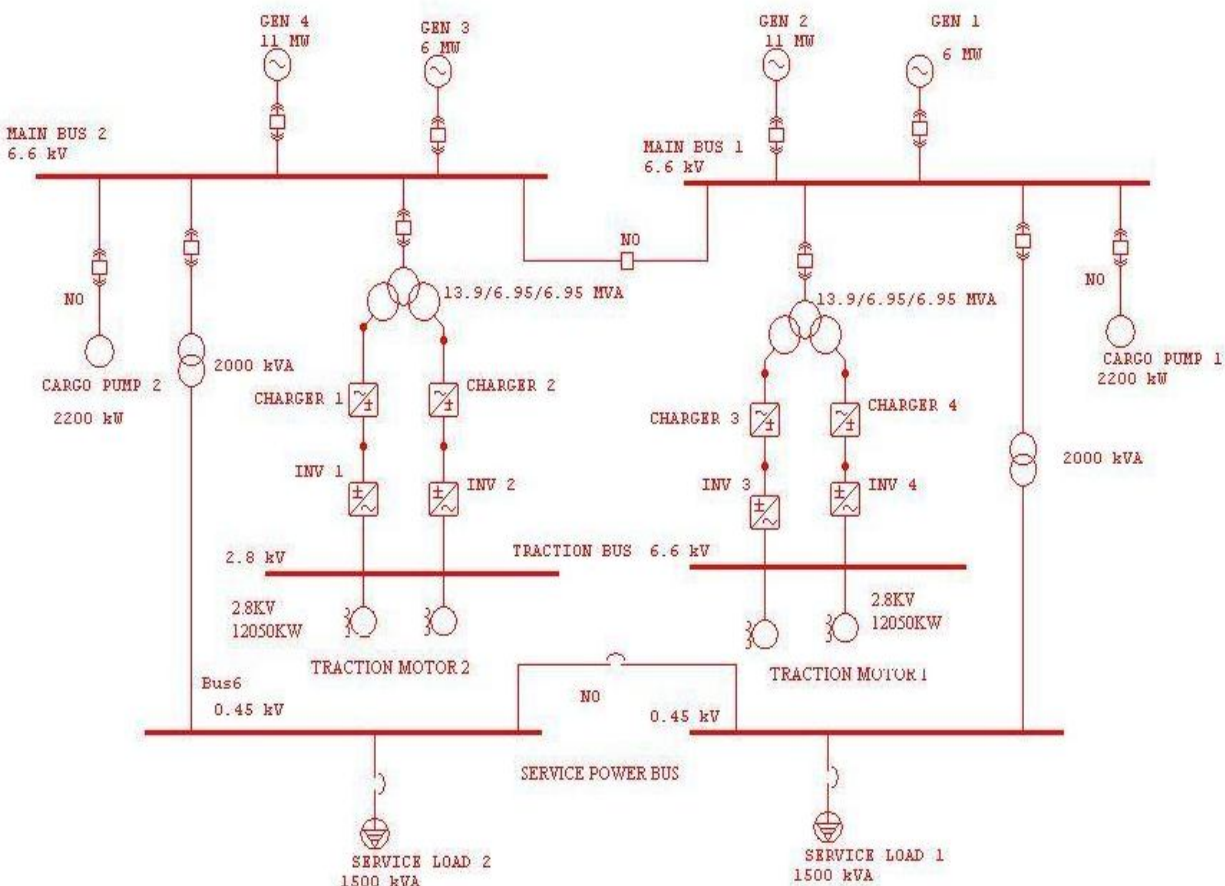 GEN 4
11 MW
GEN 3
6 MW
GEN 2
11 MW
GEN 1
6 MW
MAIN BUS 2
6.6 kV
MAIN BUS 1
6.6 kV
NO
NO
NO
13.9/6.95/6.95 MVA
13.9/6.95/6.95 MVA
CARGO PUMP 2
2200 kW
2000 kVA
CHARGER 1
CHARGER 2
CHARGER 3
CHARGER 4
CARGO PUMP 1
2200 kW
2000 kVA
INV 1
INV 2
INV 3
INV 4
2.8 kV
TRACTION BUS 6.6 kV
2.8KV
12050KW
2.8KV
12050KW
TRACTION MOTOR 2
TRACTION MOTOR 1
Bus6
0.45 kV
NO
0.45 kV
SERVICE POWER BUS
SERVICE LOAD 2
1500 kVA
SERVICE LOAD 1
1500 kVA